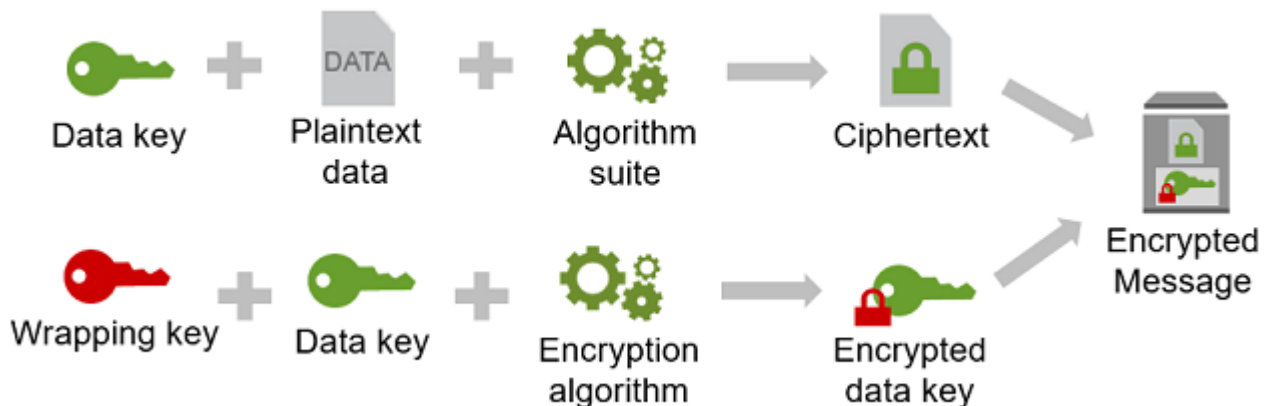 DATA
Data key
Plaintext
data
Algorithm
suite
Ciphertext
Encrypted
Message
Wrapping key
Data key
Encryption
algorithm
Encrypted
data key